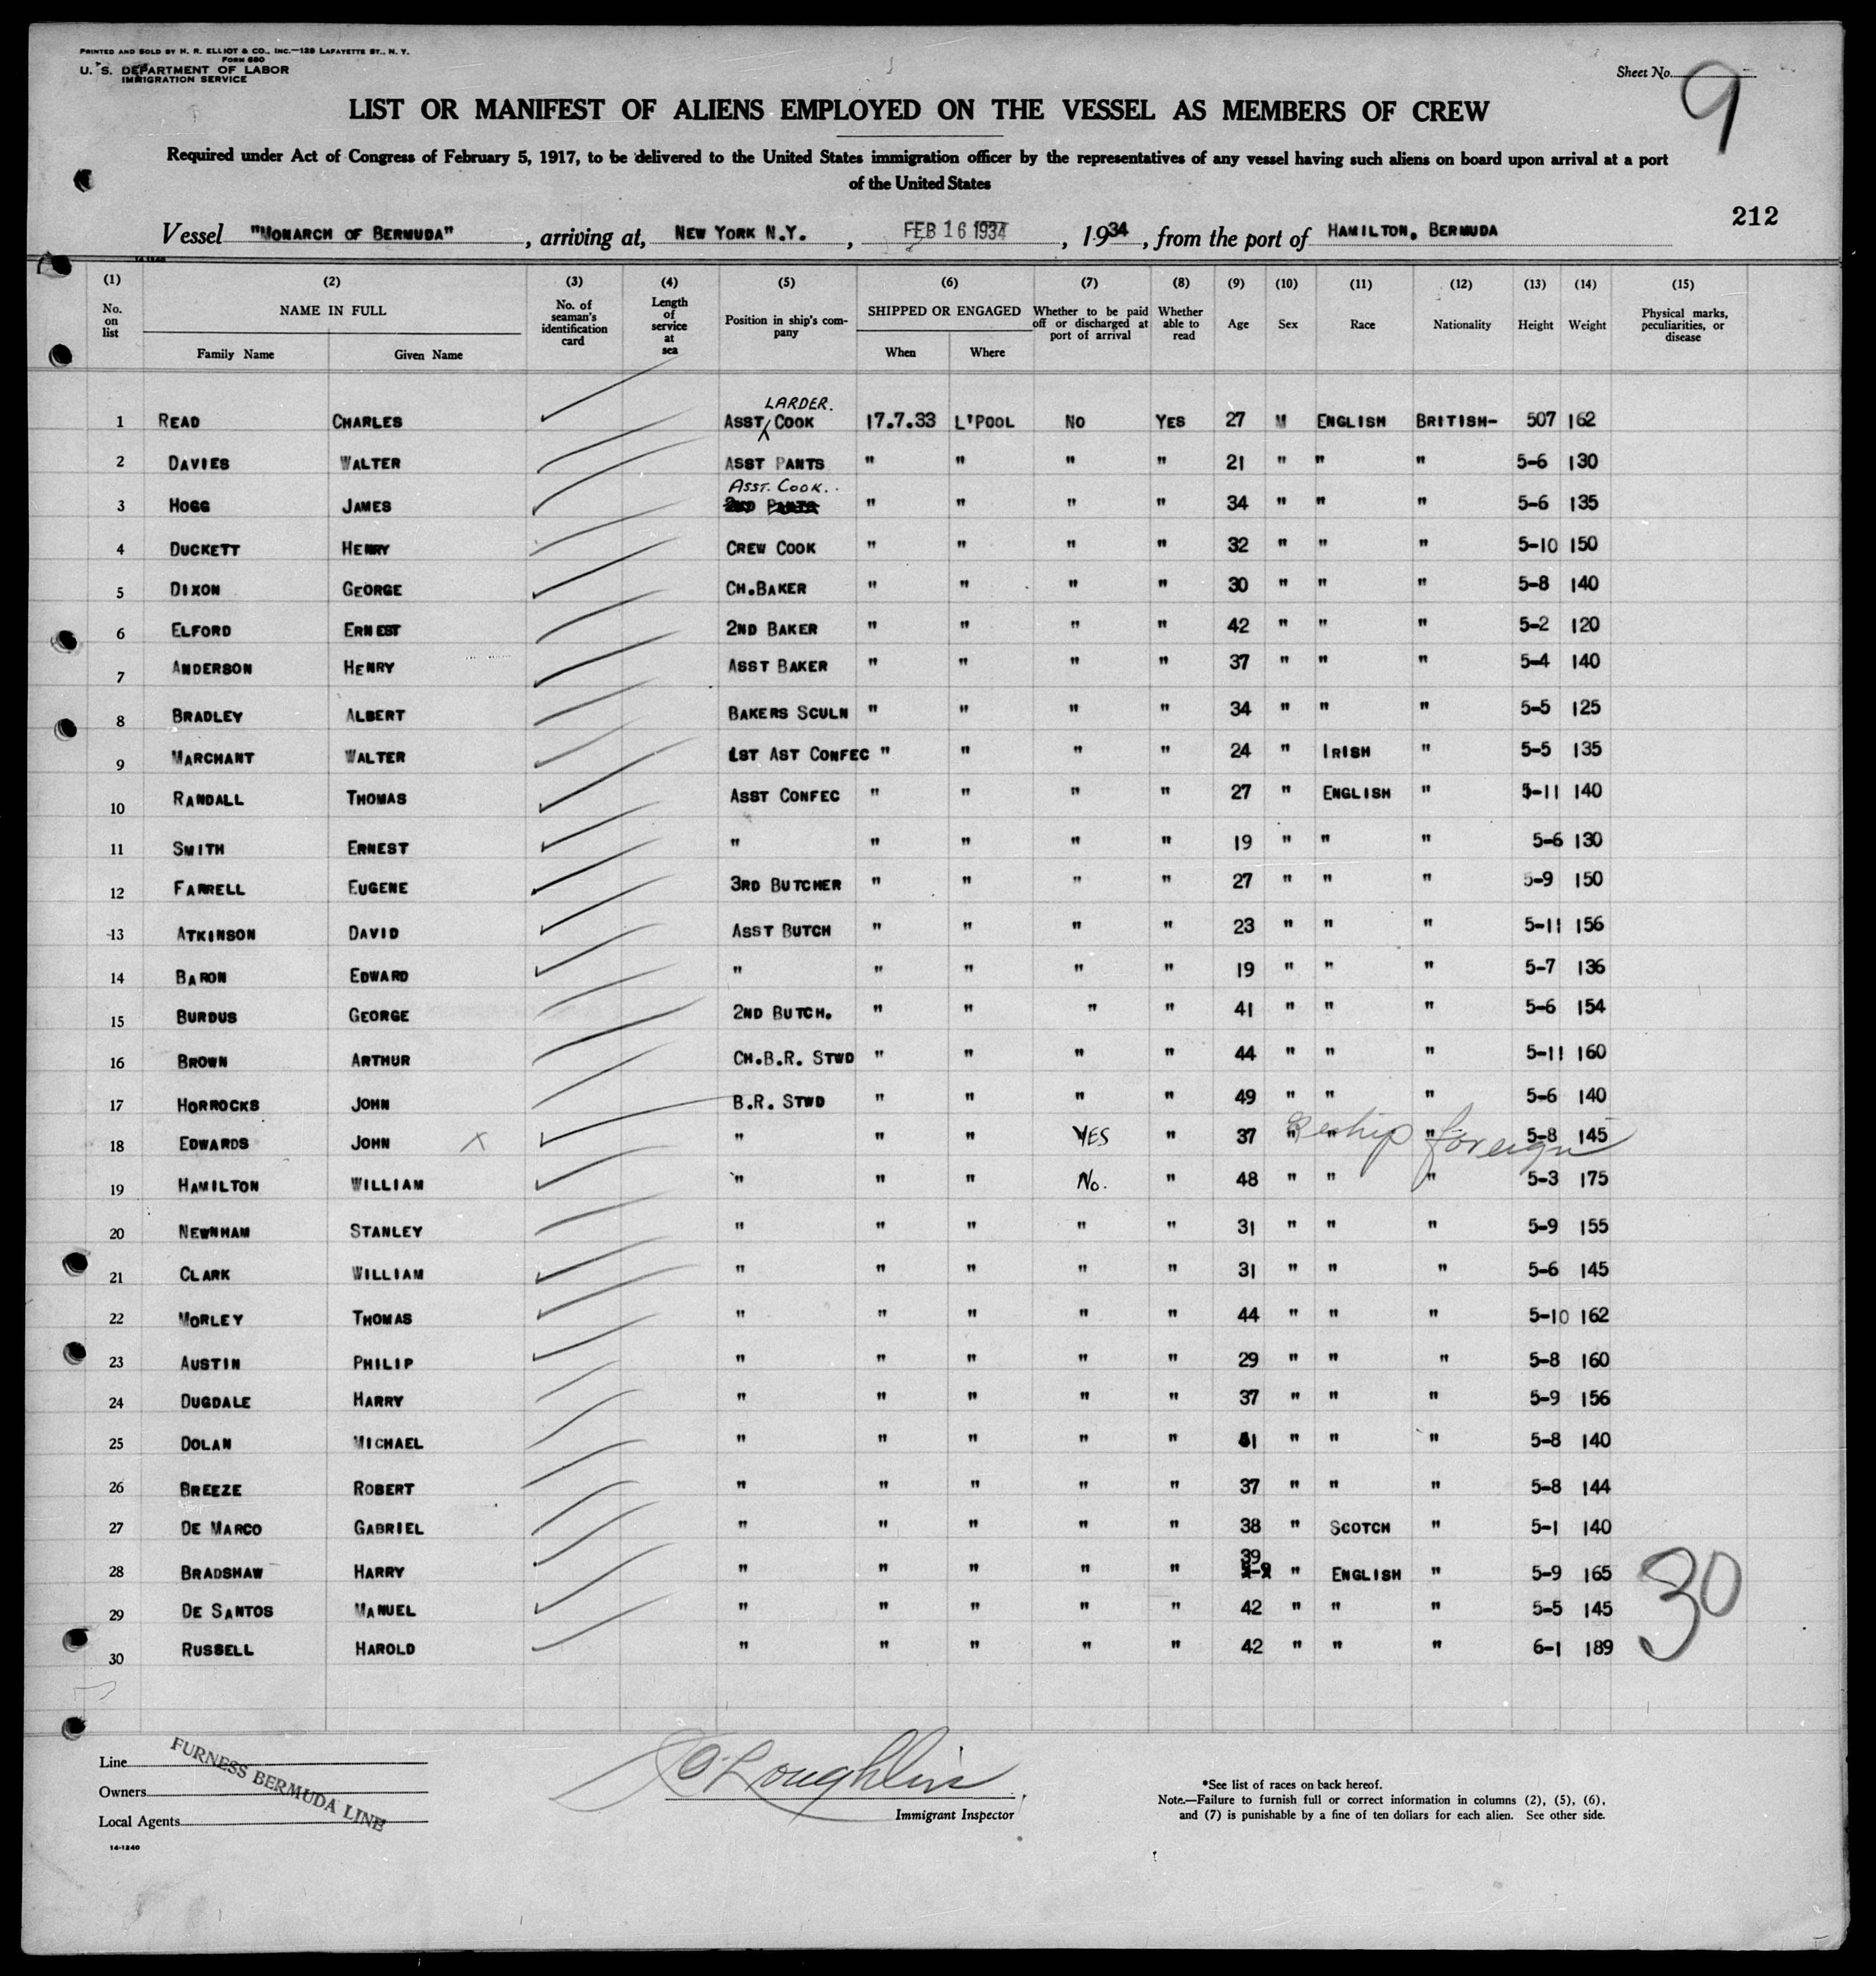 PRINTED AND SOLD BY H. R. ELLIOT & CO., INC.—129 LAFAYETTE ST., N. Y.
FORM 680
U. S. DEPARTMENT OF LABOR
IMMIGRATION SERVICE
Sheet No. 9
LIST OR MANIFEST OF ALIENS EMPLOYED ON THE VESSEL AS MEMBERS OF CREW
Required under Act of Congress of February 5, 1917, to be delivered to the United States immigration officer by the representatives of any vessel having such aliens on board upon arrival at a port
of the United States
212
Vessel "MONARCH OF BERMUDA", arriving at, NEW YORK N.Y., FEB 16 1934, 1934, from the port of HAMILTON, BERMUDA
(1) (2) (3) (4) (5) (6) (7) (8) (9) (10) (11) (12) (13) (14) (15)
No. on list NAME IN FULL Family Name Given Name No. of seaman's identification card Length of service at sea Position in ship's company SHIPPED OR ENGAGED When Where Whether to be paid off or discharged at port of arrival Whether able to read Age Sex Race Nationality Height Weight Physical marks, peculiarities, or disease
LARDER.
1 READ CHARLES ASST COOK 17.7.33 L'POOL NO YES 27 M ENGLISH BRITISH- 507 162
2 DAVIES WALTER ASST PANTS " " " " 21 " " " 5-6 130
ASST. COOK.
3 HOGG JAMES 2ND PANTS " " " " 34 " " " 5-6 135
4 DUCKETT HENRY CREW COOK " " " " 32 " " " 5-10 150
5 DIXON GEORGE CH.BAKER " " " " 30 " " " 5-8 140
6 ELFORD ERNEST 2ND BAKER " " " " 42 " " " 5-2 120
7 ANDERSON HENRY ASST BAKER " " " " 37 " " " 5-4 140
8 BRADLEY ALBERT BAKERS SCULN " " " " 34 " " " 5-5 125
9 MARCHANT WALTER 1ST AST CONFEC " " " " 24 " IRISH " 5-5 135
10 RANDALL THOMAS ASST CONFEC " " " " 27 " ENGLISH " 5-11 140
11 SMITH ERNEST " " " " " 19 " " " 5-6 130
12 FARRELL EUGENE 3RD BUTCHER " " " " 27 " " " 5-9 150
13 ATKINSON DAVID ASST BUTCH " " " " 23 " " " 5-11 156
14 BARON EDWARD " " " " " 19 " " " 5-7 136
15 BURDUS GEORGE 2ND BUTCH. " " " " 41 " " " 5-6 154
16 BROWN ARTHUR CH.B.R. STWD " " " " 44 " " " 5-11 160
17 HORROCKS JOHN B.R. STWD " " " " 49 " " " 5-6 140
18 EDWARDS JOHN X " " " YES " 37 " " " 5-8 145
Reship foreign
19 HAMILTON WILLIAM " " " No. " 48 " " " 5-3 175
20 NEWNHAM STANLEY " " " " " 31 " " " 5-9 155
21 CLARK WILLIAM " " " " " 31 " " " 5-6 145
22 MORLEY THOMAS " " " " " 44 " " " 5-10 162
23 AUSTIN PHILIP " " " " " 29 " " " 5-8 160
24 DUGDALE HARRY " " " " " 37 " " " 5-9 156
25 DOLAN MICHAEL " " " " " " " " 5-8 140
26 BREEZE ROBERT " " " " " 37 " " " 5-8 144
27 DE MARCO GABRIEL " " " " " 38 " SCOTCH " 5-1 140
28 BRADSHAW HARRY " " " " " 39 " ENGLISH " 5-9 165
29 DE SANTOS MANUEL " " " " " 42 " " " 5-5 145
30 RUSSELL HAROLD " " " " " 42 " " " 6-1 189
30
Line
Owners
Local Agents
FURNESS BERMUDA LINE
14-1240
O'Loughlin
Immigrant Inspector
*See list of races on back hereof.
Note.—Failure to furnish full or correct information in columns (2), (5), (6),
and (7) is punishable by a fine of ten dollars for each alien. See other side.